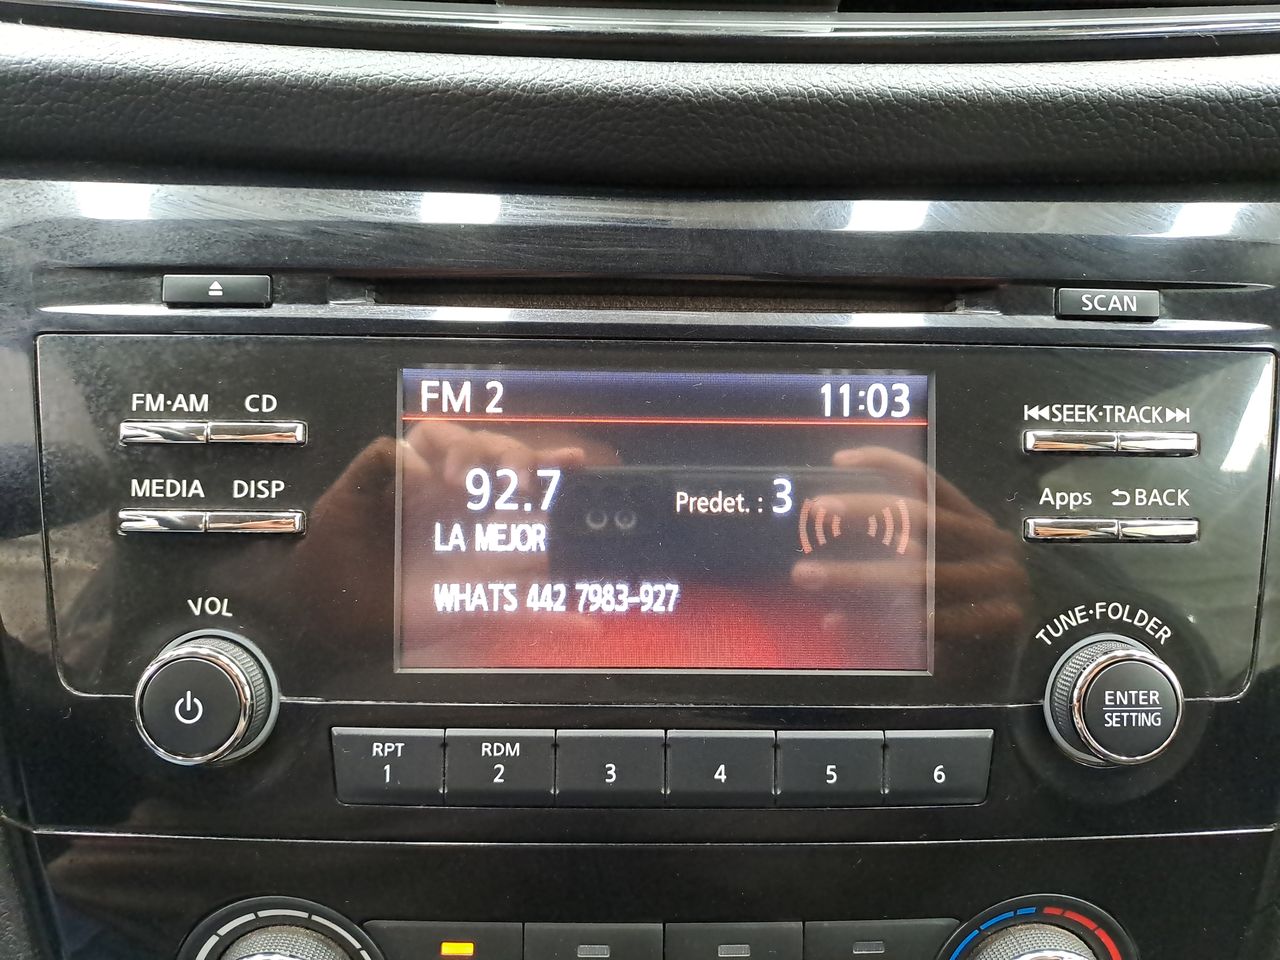 SCAN
FM·AM CD
FM 2 11:03
SEEK·TRACK
MEDIA DISP
92.7 Predet. : 3
Apps BACK
LA MEJOR
WHATS 442 7983-927
VOL
TUNE·FOLDER
ENTER
SETTING
RPT RDM
1 2 3 4 5 6